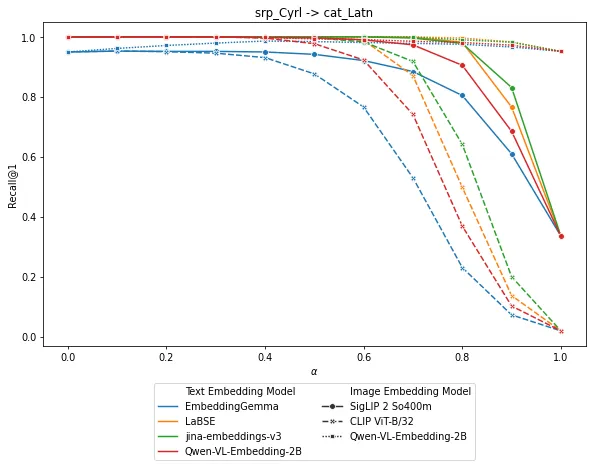 srp_Cyrl -> cat_Latn
1.0
0.8
0.6
0.4
0.2
0.0
Recall@1
0.0 0.2 0.4 0.6 0.8 1.0
α
Text Embedding Model
EmbeddingGemma
LaBSE
jina-embeddings-v3
Qwen-VL-Embedding-2B
Image Embedding Model
SigLIP 2 So400m
CLIP ViT-B/32
Qwen-VL-Embedding-2B